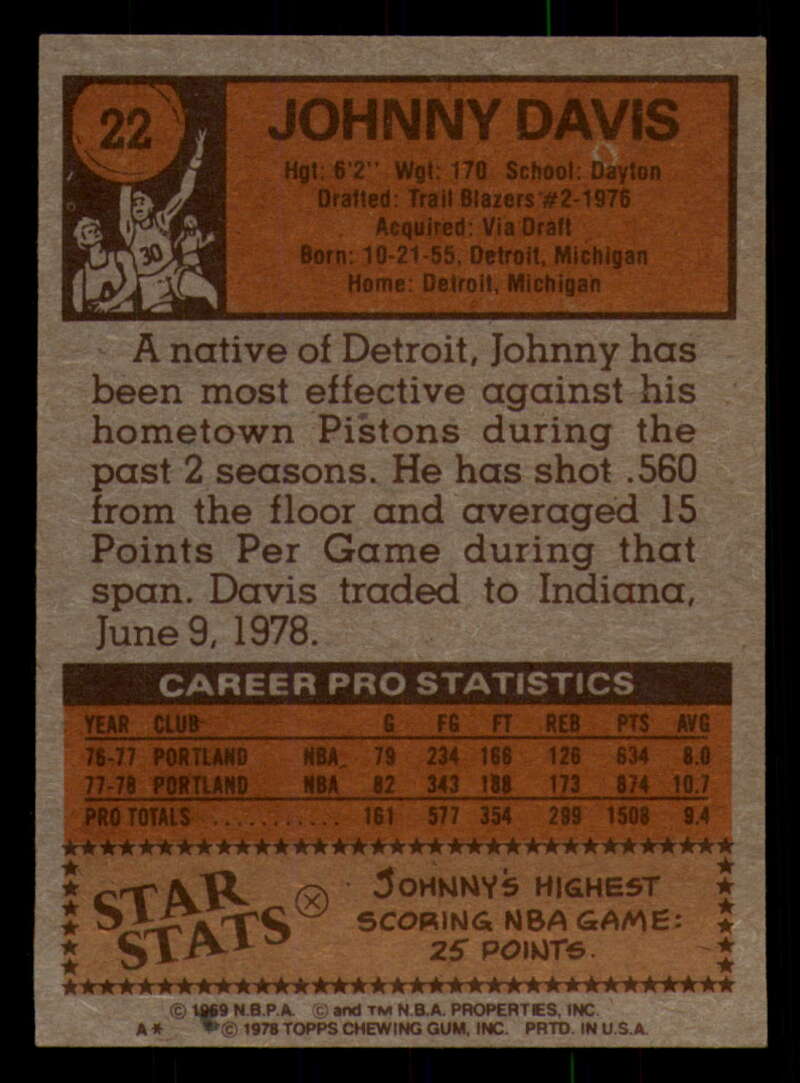 22
JOHNNY DAVIS
Hgt: 6'2" Wgt: 170 School: Dayton
Drafted: Trail Blazers #2-1976
Acquired: Via Draft
Born: 10-21-55, Detroit, Michigan
Home: Detroit, Michigan
30
A native of Detroit, Johnny has
been most effective against his
hometown Pistons during the
past 2 seasons. He has shot .560
from the floor and averaged 15
Points Per Game during that
span. Davis traded to Indiana,
June 9, 1978.
CAREER PRO STATISTICS
YEAR CLUB G FG FT REB PTS AVG
76-77 PORTLAND NBA 79 234 166 126 634 8.0
77-78 PORTLAND NBA 82 343 188 173 874 10.7
PRO TOTALS ............ 161 577 354 299 1508 9.4
STAR STATS
JOHNNY'S HIGHEST
SCORING NBA GAME:
25 POINTS.
© 1969 N.B.P.A. © and TM N.B.A. PROPERTIES, INC.
A* © 1978 TOPPS CHEWING GUM, INC. PRTD. IN U.S.A.